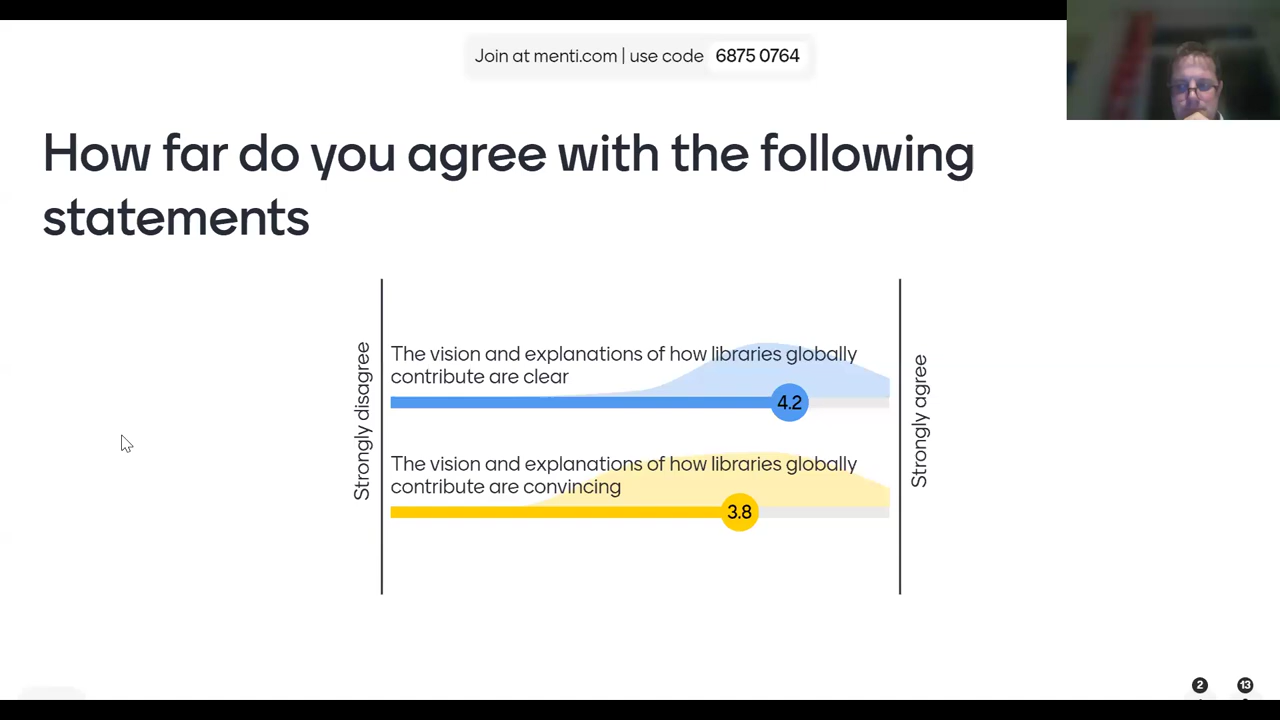 Join at menti.com | use code 6875 0764
How far do you agree with the following
statements
Strongly disagree
The vision and explanations of how libraries globally
contribute are clear
4.2
The vision and explanations of how libraries globally
contribute are convincing
3.8
Strongly agree
2 13